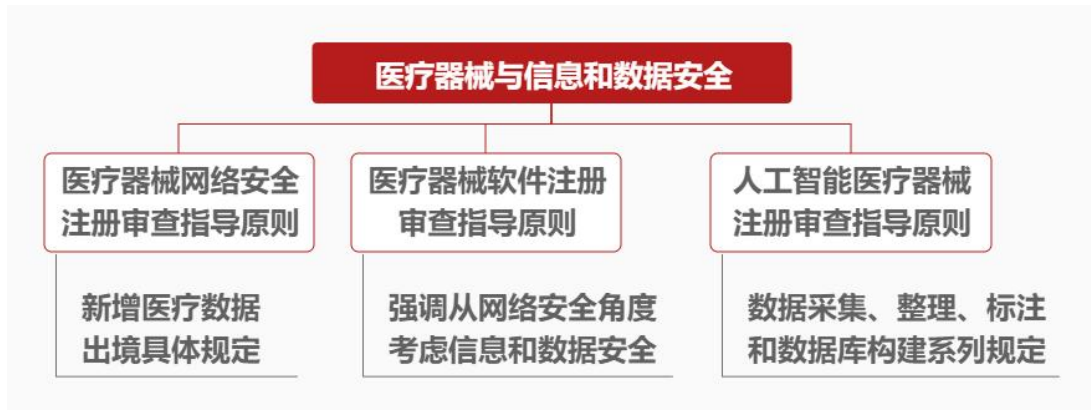 医疗器械与信息和数据安全
医疗器械网络安全
注册审查指导原则
医疗器械软件注册
审查指导原则
人工智能医疗器械
注册审查指导原则
新增医疗数据
出境具体规定
强调从网络安全角度
考虑信息和数据安全
数据采集、整理、标注
和数据库构建系列规定